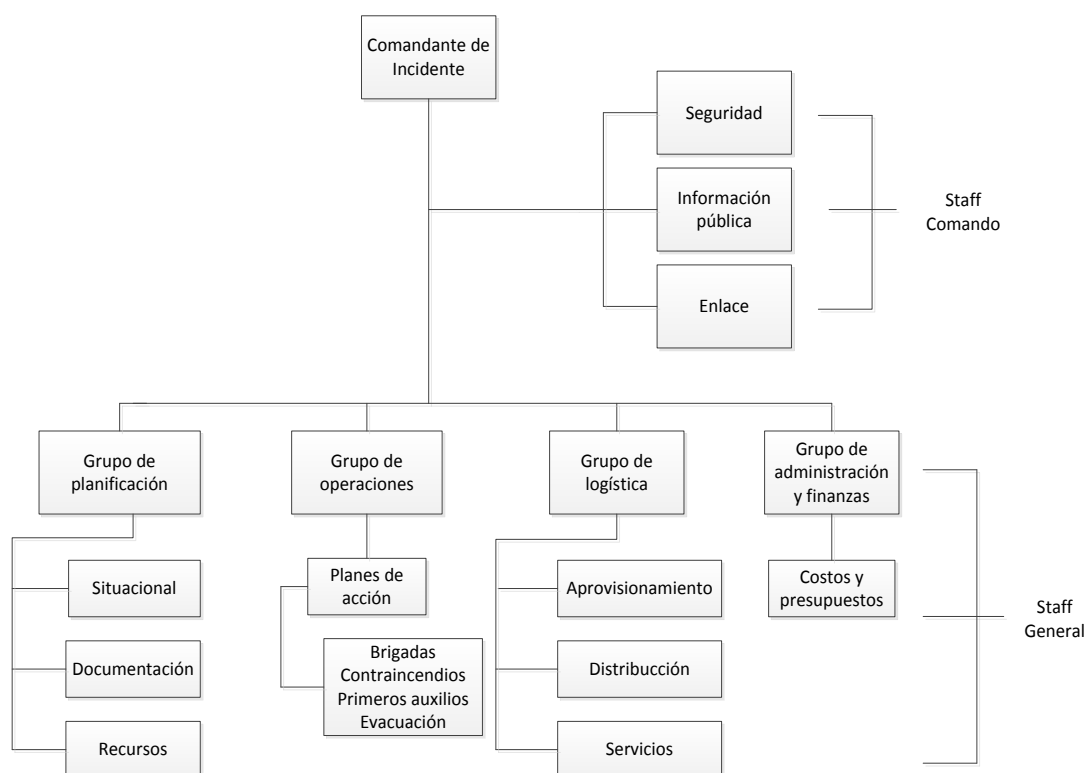 Comandante de
Incidente
Seguridad
Información
pública
Enlace
Staff
Comando
Grupo de
planificación
Grupo de
operaciones
Grupo de
logística
Grupo de
administración
y finanzas
Situacional
Documentación
Recursos
Planes de
acción
Brigadas
Contraincendios
Primeros auxilios
Evacuación
Aprovisionamiento
Distribucción
Servicios
Costos y
presupuestos
Staff
General